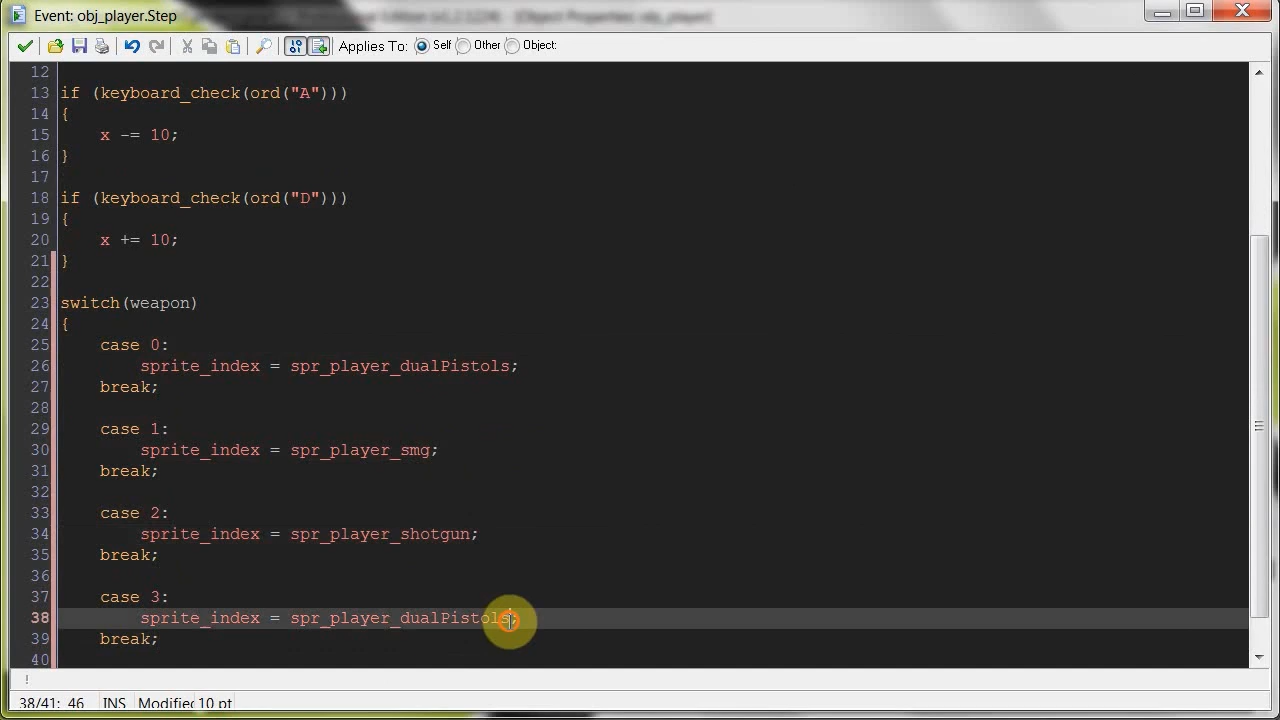 Event: obj_player.Step
Applies To: Self Other Object:
12
13 if (keyboard_check(ord("A")))
14 {
15     x -= 10;
16 }
17
18 if (keyboard_check(ord("D")))
19 {
20     x += 10;
21 }
22
23 switch(weapon)
24 {
25     case 0:
26         sprite_index = spr_player_dualPistols;
27     break;
28
29     case 1:
30         sprite_index = spr_player_smg;
31     break;
32
33     case 2:
34         sprite_index = spr_player_shotgun;
35     break;
36
37     case 3:
38         sprite_index = spr_player_dualPistols;
39     break;
40
!
38/41: 46 INS Modified 10 pt